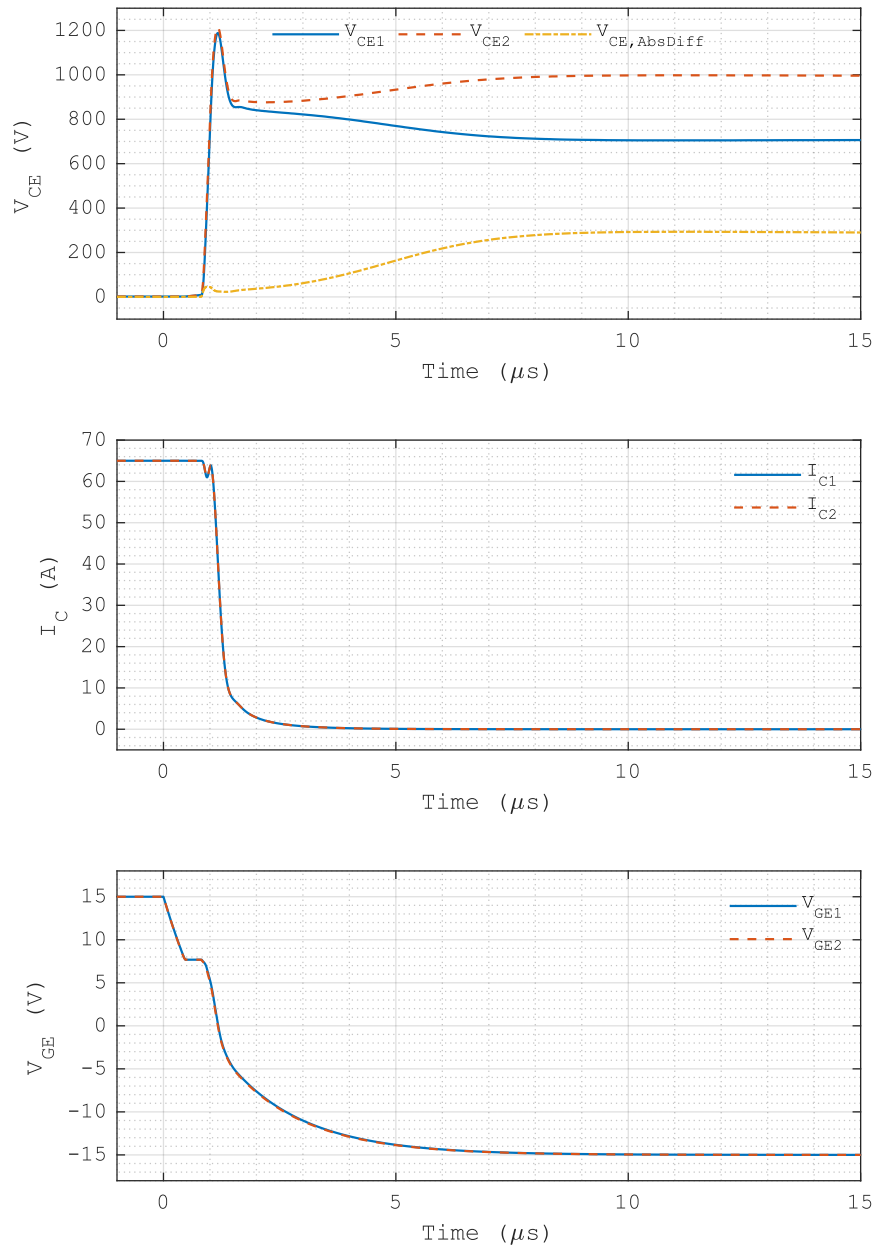 V_CE1 V_CE2 V_CE,AbsDiff
V_CE (V)
1200
1000
800
600
400
200
0
0 5 10 15
Time (μs)
I_C1
I_C2
I_C (A)
70
60
50
40
30
20
10
0
0 5 10 15
Time (μs)
V_GE1
V_GE2
V_GE (V)
15
10
5
0
-5
-10
-15
0 5 10 15
Time (μs)